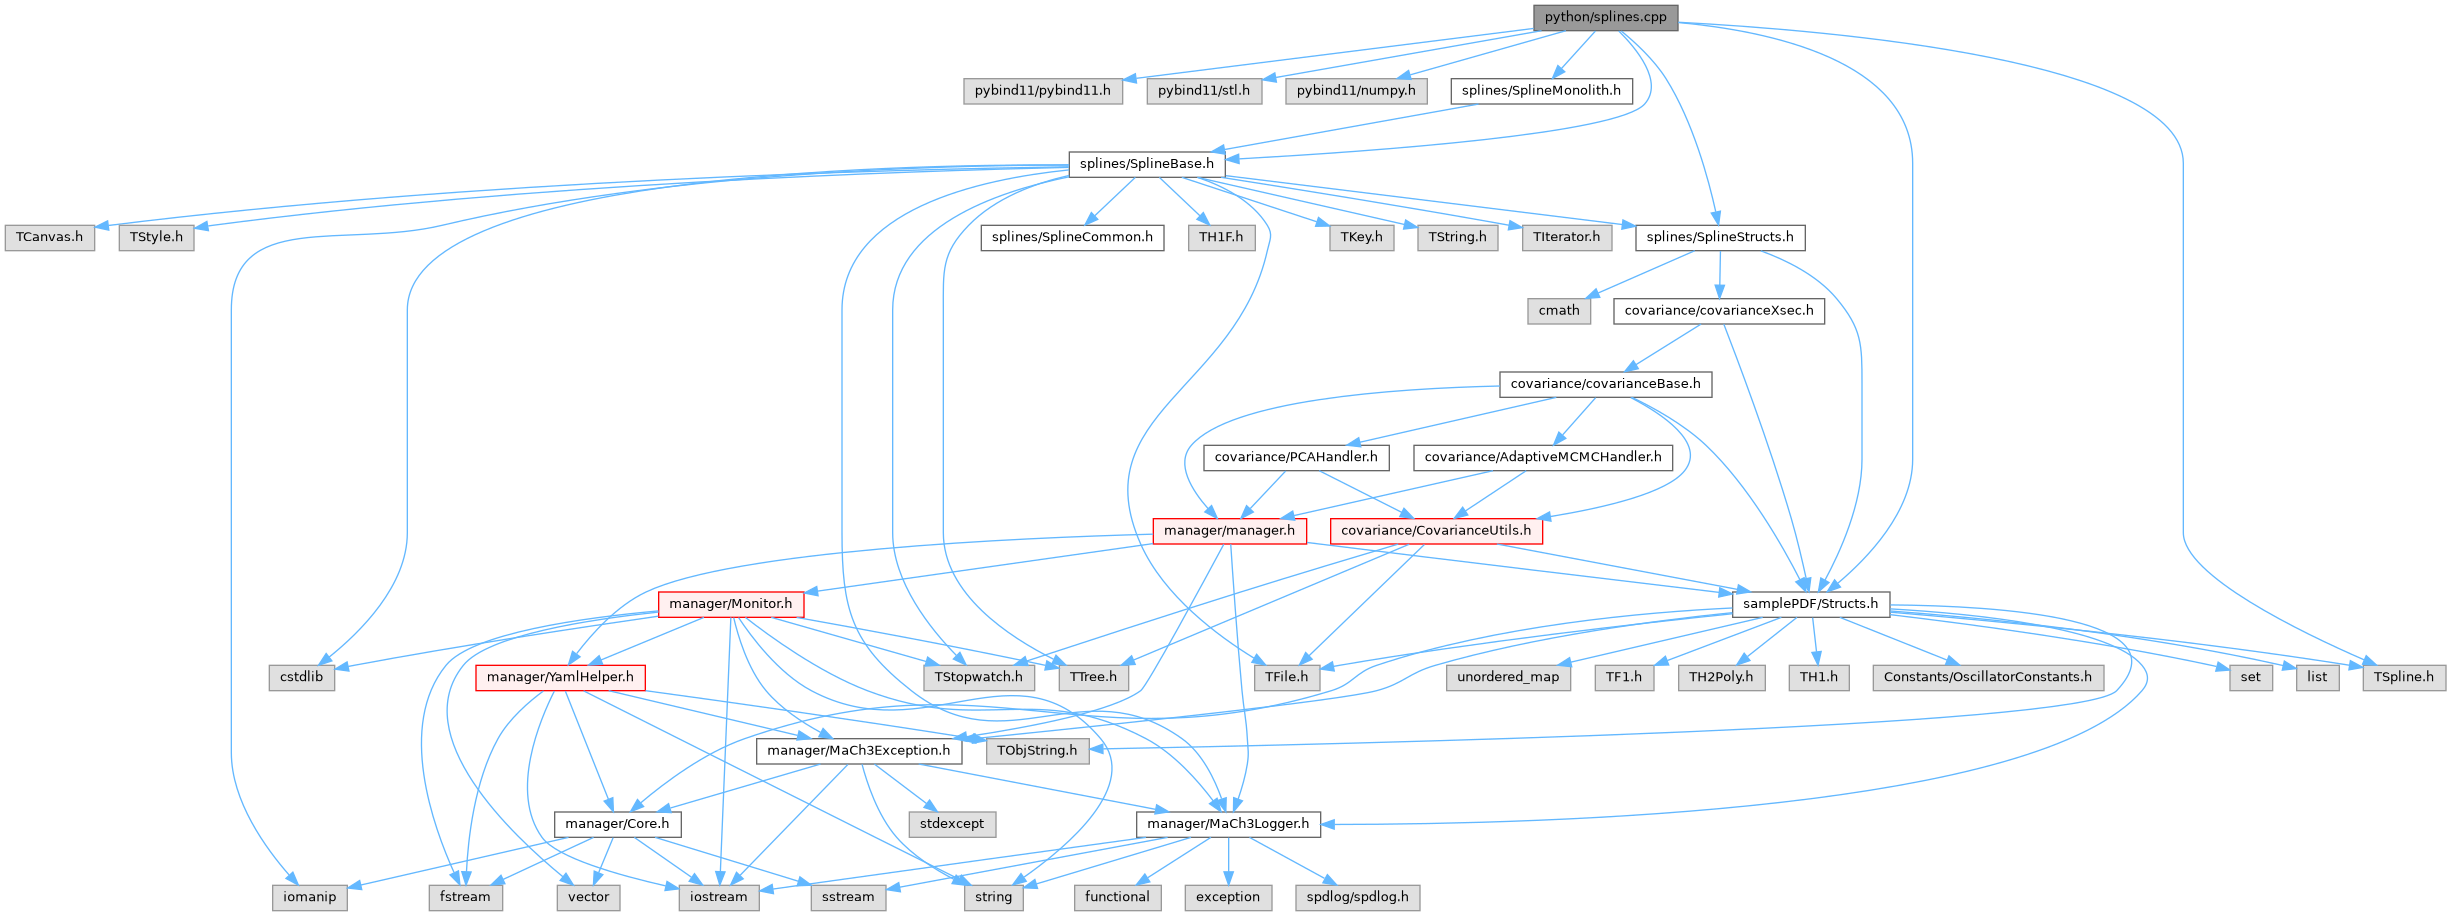 python/splines.cpp
pybind11/pybind11.h
pybind11/stl.h
pybind11/numpy.h
splines/SplineMonolith.h
splines/SplineBase.h
TCanvas.h
TStyle.h
splines/SplineCommon.h
TH1F.h
TKey.h
TString.h
TIterator.h
splines/SplineStructs.h
cmath
covariance/covarianceXsec.h
covariance/covarianceBase.h
covariance/PCAHandler.h
covariance/AdaptiveMCMCHandler.h
manager/manager.h
covariance/CovarianceUtils.h
manager/Monitor.h
samplePDF/Structs.h
cstdlib
manager/YamlHelper.h
TStopwatch.h
TTree.h
TFile.h
unordered_map
TF1.h
TH2Poly.h
TH1.h
Constants/OscillatorConstants.h
set
list
TSpline.h
manager/MaCh3Exception.h
TObjString.h
manager/Core.h
stdexcept
manager/MaCh3Logger.h
iomanip
fstream
vector
iostream
sstream
string
functional
exception
spdlog/spdlog.h